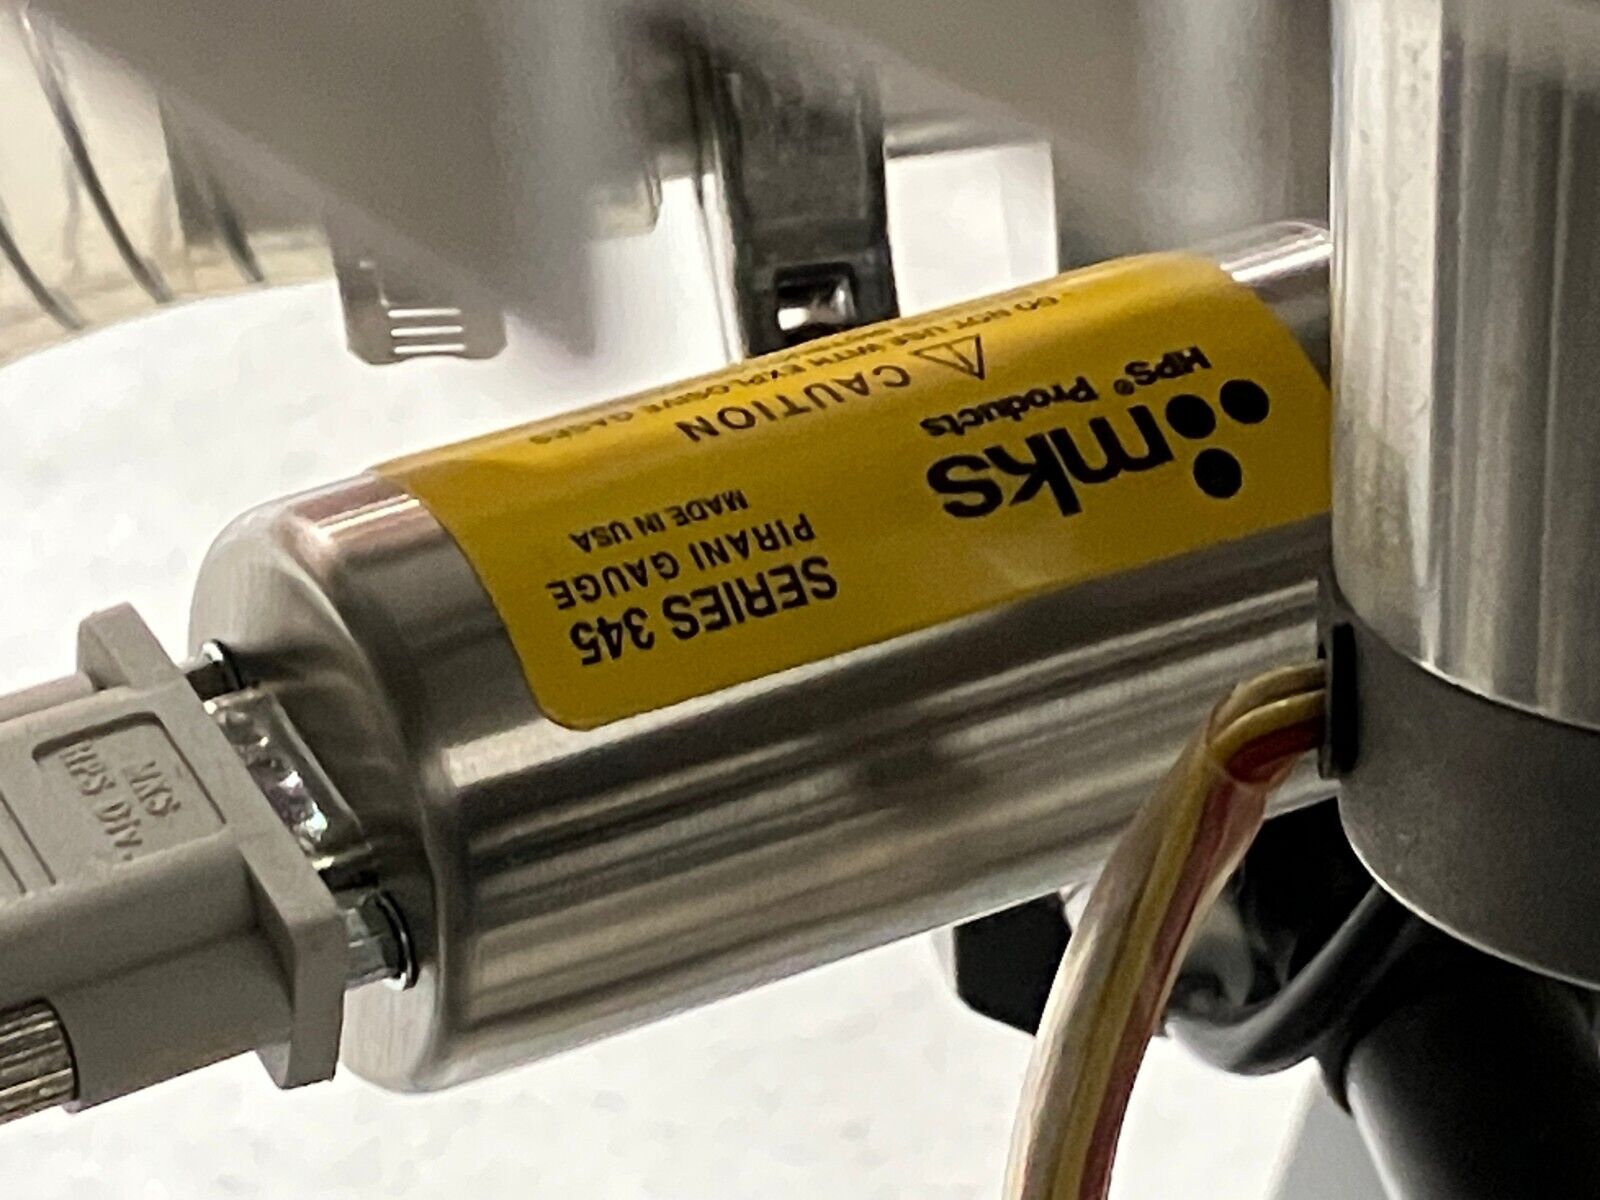 mks
HPS® Products
SERIES 345
PIRANI GAUGE
MADE IN USA
⚠ CAUTION
DO NOT USE WITH EXPLOSIVE GASES
MKS
HPS Div.